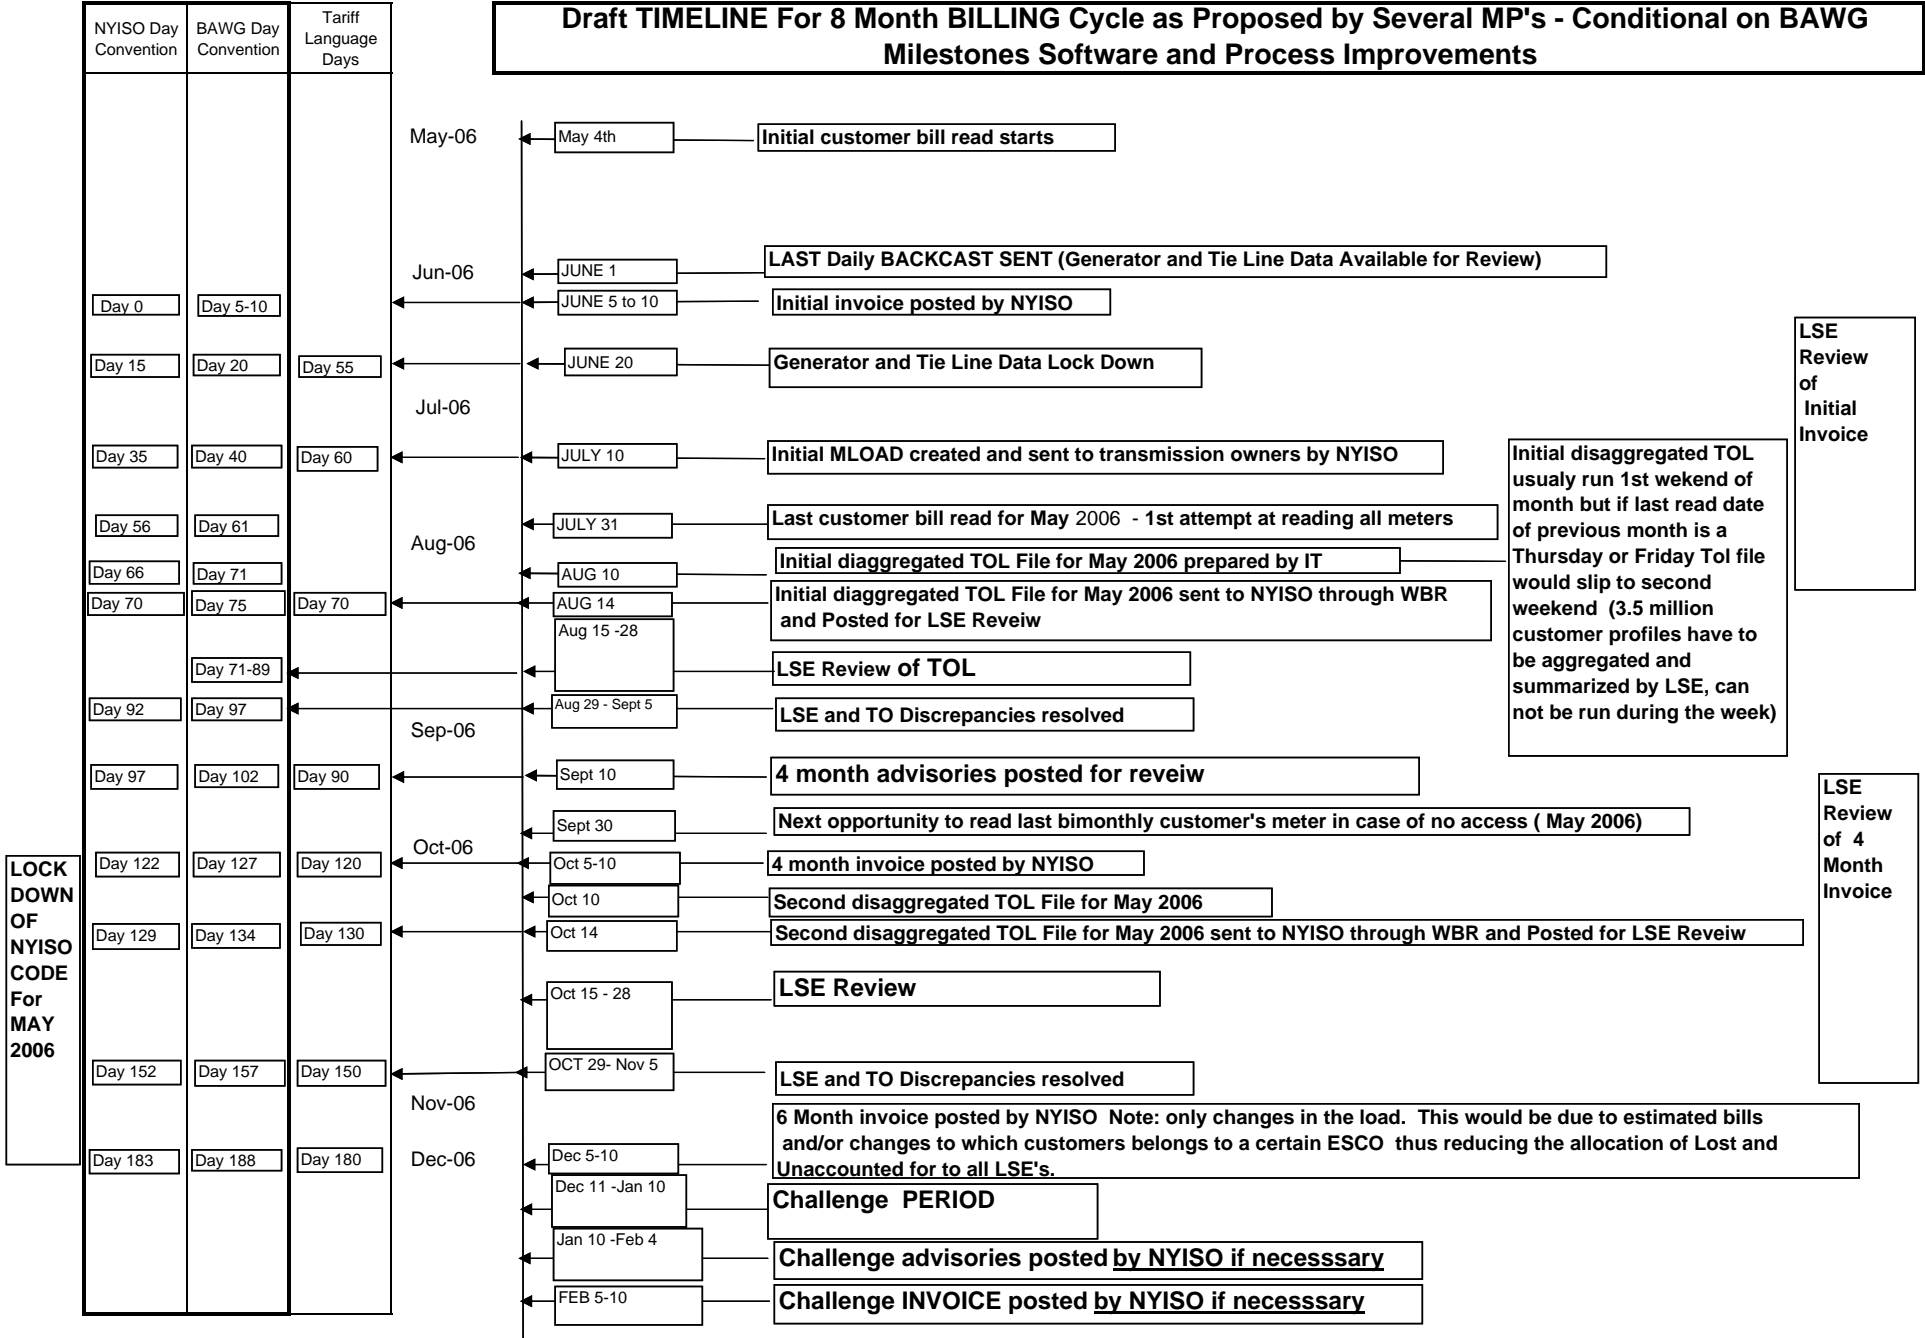 NYISO Day
Convention
BAWG Day
Convention
Tariff
Language
Days
Draft TIMELINE For 8 Month BILLING Cycle as Proposed by Several MP's - Conditional on BAWG
Milestones Software and Process Improvements
May-06
May 4th
Initial customer bill read starts
Jun-06
JUNE 1
LAST Daily BACKCAST SENT (Generator and Tie Line Data Available for Review)
Day 0
Day 5-10
JUNE 5 to 10
Initial invoice posted by NYISO
Day 15
Day 20
Day 55
JUNE 20
Generator and Tie Line Data Lock Down
LSE
Review
of
Initial
Invoice
Jul-06
Day 35
Day 40
Day 60
JULY 10
Initial MLOAD created and sent to transmission owners by NYISO
Initial disaggregated TOL
usualy run 1st wekend of
month but if last read date
of previous month is a
Thursday or Friday Tol file
would slip to second
weekend (3.5 million
customer profiles have to
be aggregated and
summarized by LSE, can
not be run during the week)
Day 56
Day 61
JULY 31
Last customer bill read for May 2006 - 1st attempt at reading all meters
Aug-06
Day 66
Day 71
AUG 10
Initial diaggregated TOL File for May 2006 prepared by IT
Day 70
Day 75
Day 70
AUG 14
Initial diaggregated TOL File for May 2006 sent to NYISO through WBR
and Posted for LSE Reveiw
Aug 15 -28
Day 71-89
LSE Review of TOL
Day 92
Day 97
Aug 29 - Sept 5
LSE and TO Discrepancies resolved
Sep-06
Day 97
Day 102
Day 90
Sept 10
4 month advisories posted for reveiw
LSE
Review
of 4
Month
Invoice
Sept 30
Next opportunity to read last bimonthly customer's meter in case of no access ( May 2006)
Oct-06
LOCK
DOWN
OF
NYISO
CODE
For
MAY
2006
Day 122
Day 127
Day 120
Oct 5-10
4 month invoice posted by NYISO
Oct 10
Second disaggregated TOL File for May 2006
Day 129
Day 134
Day 130
Oct 14
Second disaggregated TOL File for May 2006 sent to NYISO through WBR and Posted for LSE Reveiw
Oct 15 - 28
LSE Review
Day 152
Day 157
Day 150
OCT 29- Nov 5
LSE and TO Discrepancies resolved
Nov-06
6 Month invoice posted by NYISO Note: only changes in the load. This would be due to estimated bills
and/or changes to which customers belongs to a certain ESCO thus reducing the allocation of Lost and
Unaccounted for to all LSE's.
Day 183
Day 188
Day 180
Dec-06
Dec 5-10
Dec 11 -Jan 10
Challenge PERIOD
Jan 10 -Feb 4
Challenge advisories posted by NYISO if necesssary
FEB 5-10
Challenge INVOICE posted by NYISO if necesssary